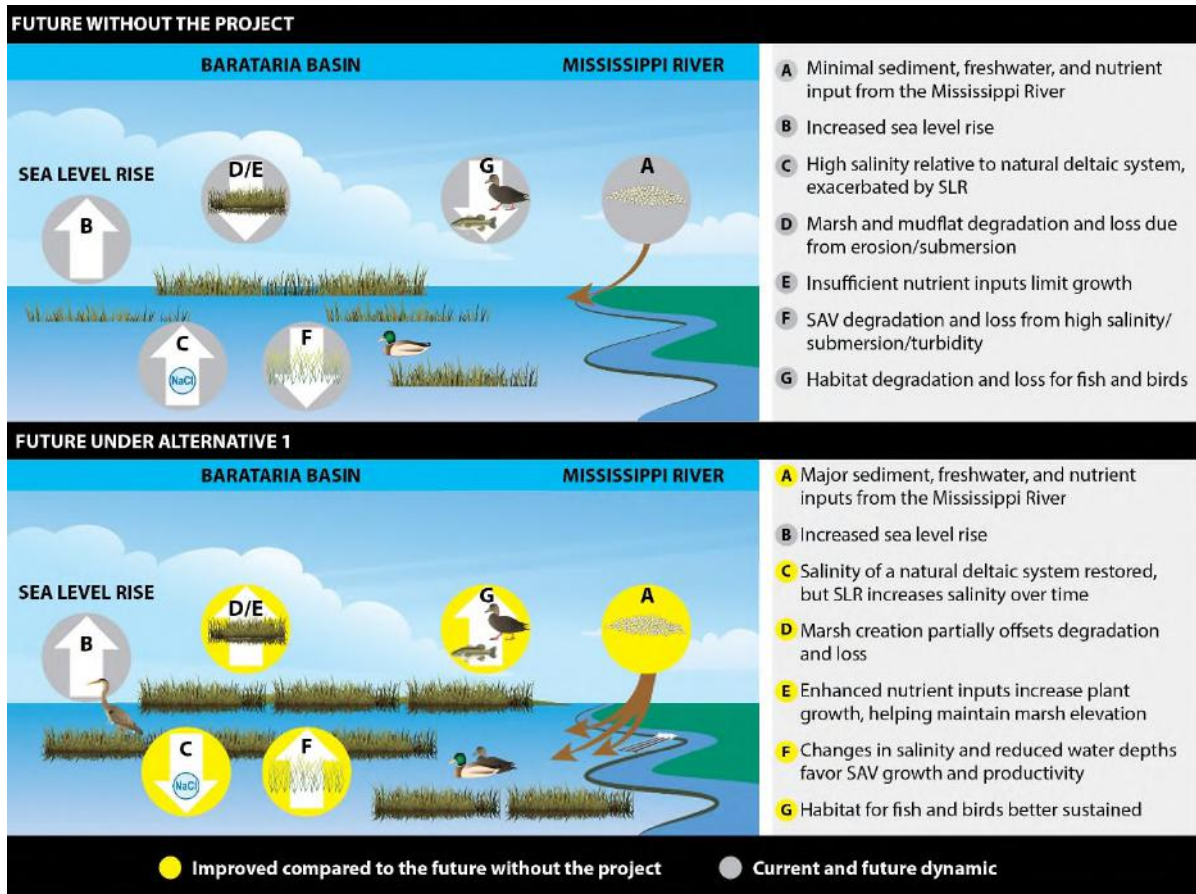 FUTURE WITHOUT THE PROJECT
BARATARIA BASIN
MISSISSIPPI RIVER
SEA LEVEL RISE
B
D/E
G
A
C
NaCl
F
A Minimal sediment, freshwater, and nutrient
input from the Mississippi River
B Increased sea level rise
C High salinity relative to natural deltaic system,
exacerbated by SLR
D Marsh and mudflat degradation and loss due
from erosion/submersion
E Insufficient nutrient inputs limit growth
F SAV degradation and loss from high salinity/
submersion/turbidity
G Habitat degradation and loss for fish and birds
FUTURE UNDER ALTERNATIVE 1
BARATARIA BASIN
MISSISSIPPI RIVER
SEA LEVEL RISE
B
D/E
G
A
C
NaCl
F
A Major sediment, freshwater, and nutrient
inputs from the Mississippi River
B Increased sea level rise
C Salinity of a natural deltaic system restored,
but SLR increases salinity over time
D Marsh creation partially offsets degradation
and loss
E Enhanced nutrient inputs increase plant
growth, helping maintain marsh elevation
F Changes in salinity and reduced water depths
favor SAV growth and productivity
G Habitat for fish and birds better sustained
Improved compared to the future without the project
Current and future dynamic